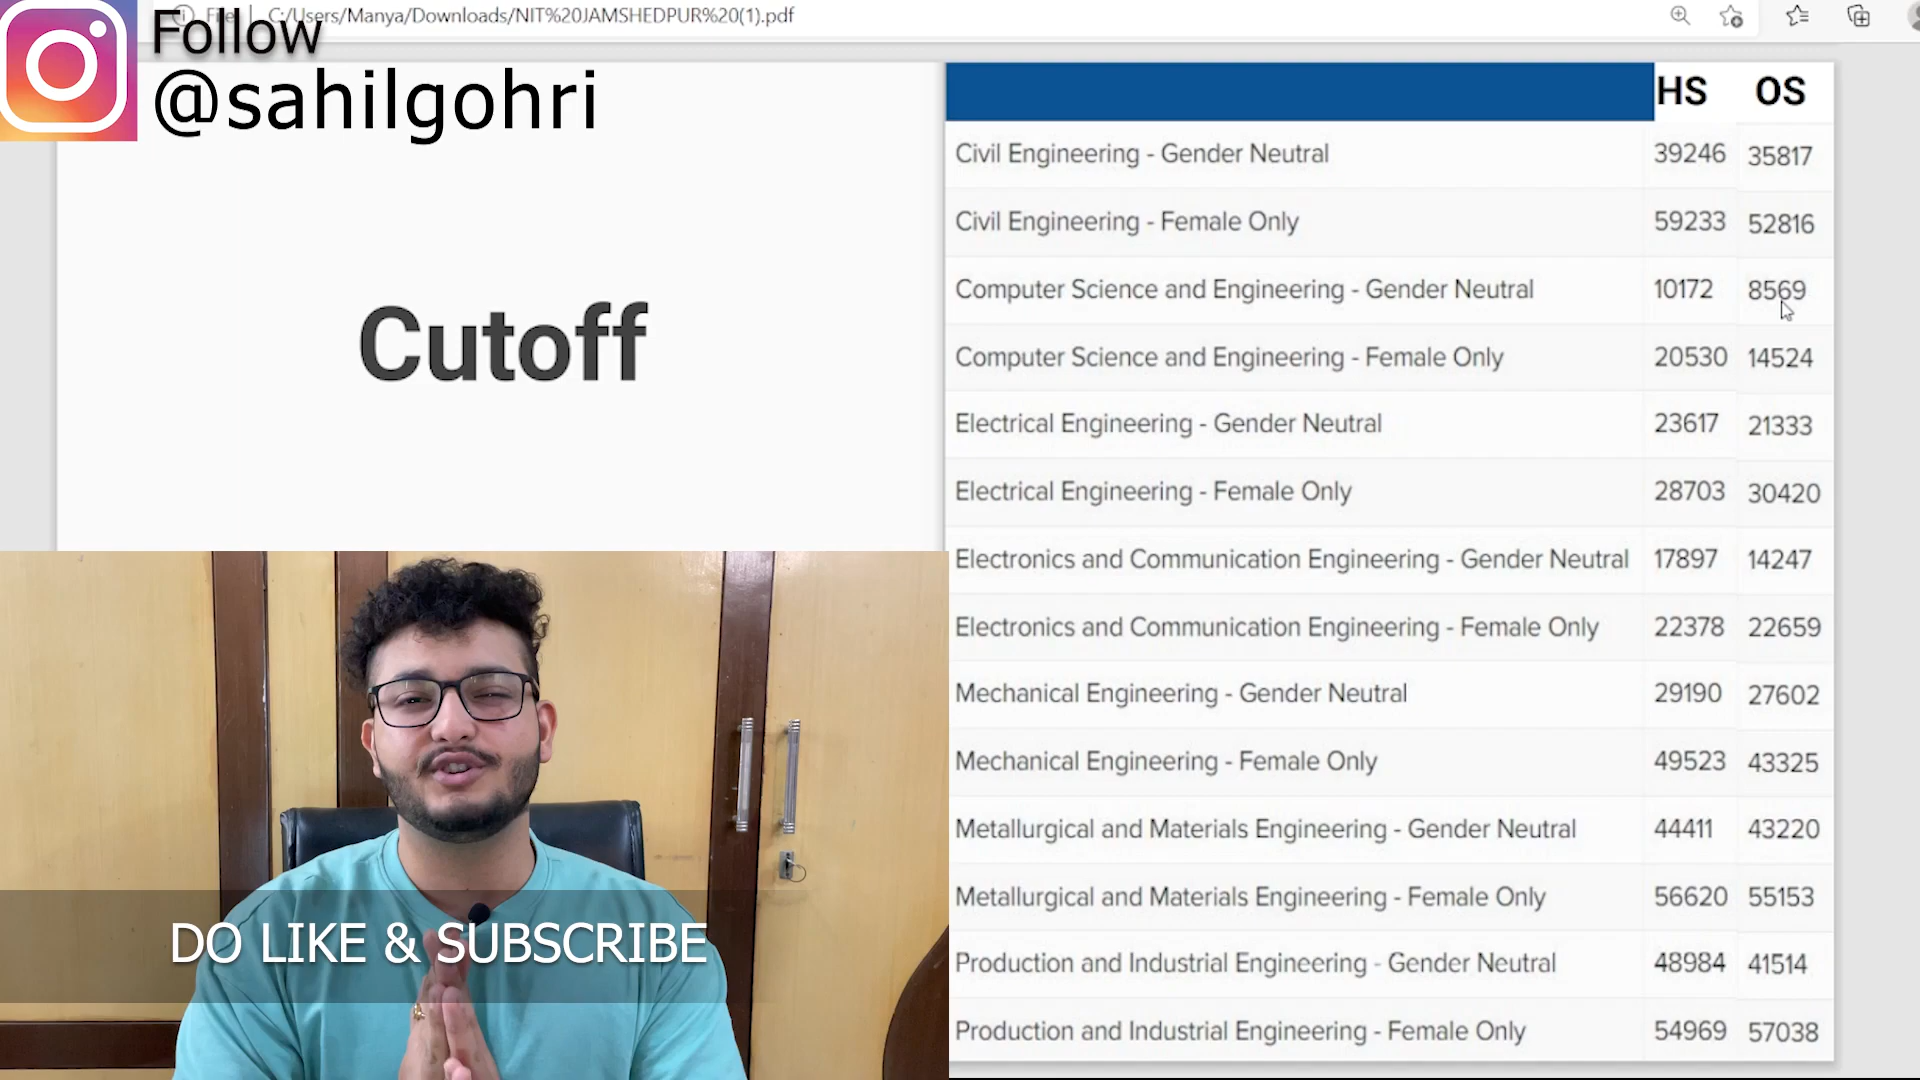 File | C:/Users/Manya/Downloads/NIT%20JAMSHEDPUR%20(1).pdf
Follow
@sahilgohri
HS OS
Civil Engineering - Gender Neutral 39246 35817
Civil Engineering - Female Only 59233 52816
Computer Science and Engineering - Gender Neutral 10172 8569
Computer Science and Engineering - Female Only 20530 14524
Electrical Engineering - Gender Neutral 23617 21333
Electrical Engineering - Female Only 28703 30420
Electronics and Communication Engineering - Gender Neutral 17897 14247
Electronics and Communication Engineering - Female Only 22378 22659
Mechanical Engineering - Gender Neutral 29190 27602
Mechanical Engineering - Female Only 49523 43325
Metallurgical and Materials Engineering - Gender Neutral 44411 43220
Metallurgical and Materials Engineering - Female Only 56620 55153
Production and Industrial Engineering - Gender Neutral 48984 41514
Production and Industrial Engineering - Female Only 54969 57038
Cutoff
DO LIKE & SUBSCRIBE